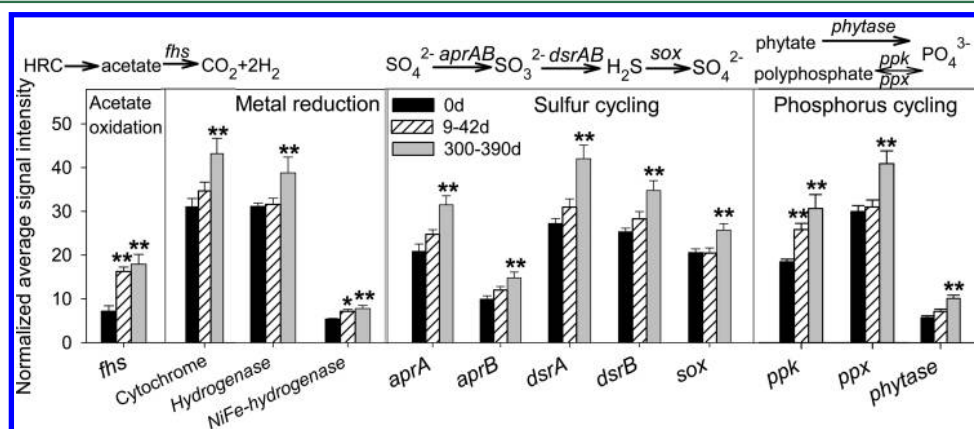 fhs
HRC acetate CO2+2H2
SO4 2- aprAB SO3 2- dsrAB H2S sox SO4 2-
phytase
phytate PO4 3-
polyphosphate ppk
ppx
Acetate oxidation
Metal reduction
Sulfur cycling
Phosphorus cycling
0d
9-42d
300-390d
Normalized average signal intensity
50
40
30
20
10
0
** **
**
**
* **
**
**
**
**
**
** **
**
**
fhs
Cytochrome
Hydrogenase
NiFe-hydrogenase
aprA
aprB
dsrA
dsrB
sox
ppk
ppx
phytase